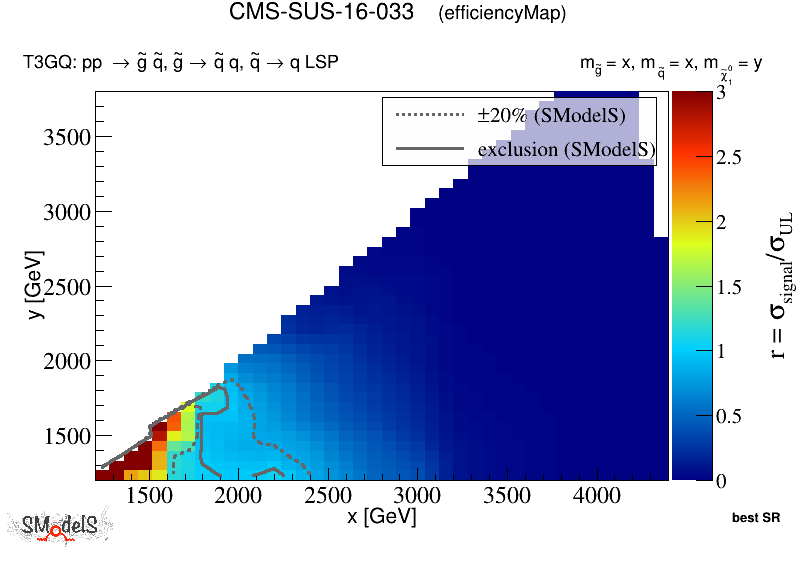 CMS-SUS-16-033 (efficiencyMap)
T3GQ: pp → g̃ q̃, g̃ → q̃ q, q̃ → q LSP
m_g̃ = x, m_q̃ = x, m_χ̃₁⁰ = y
±20% (SModelS)
exclusion (SModelS)
3500
3000
2500
2000
1500
y [GeV]
1500 2000 2500 3000 3500 4000
x [GeV]
3
2.5
2
1.5
1
0.5
0
r = σ_signal/σ_UL
SModelS
best SR